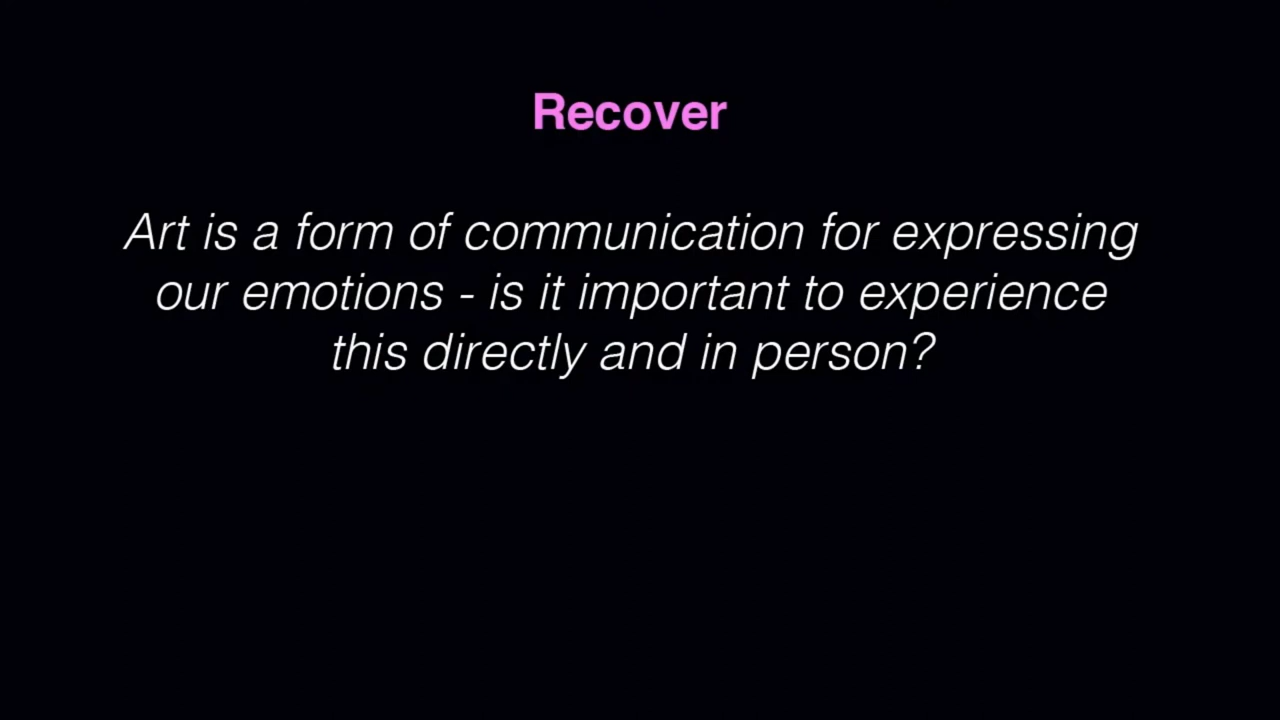 Recover
Art is a form of communication for expressing
our emotions - is it important to experience
this directly and in person?